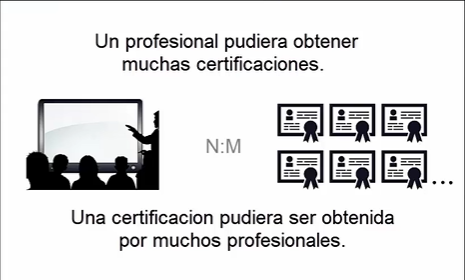 Un profesional pudiera obtener
muchas certificaciones.
N:M
Una certificacion pudiera ser obtenida
por muchos profesionales.